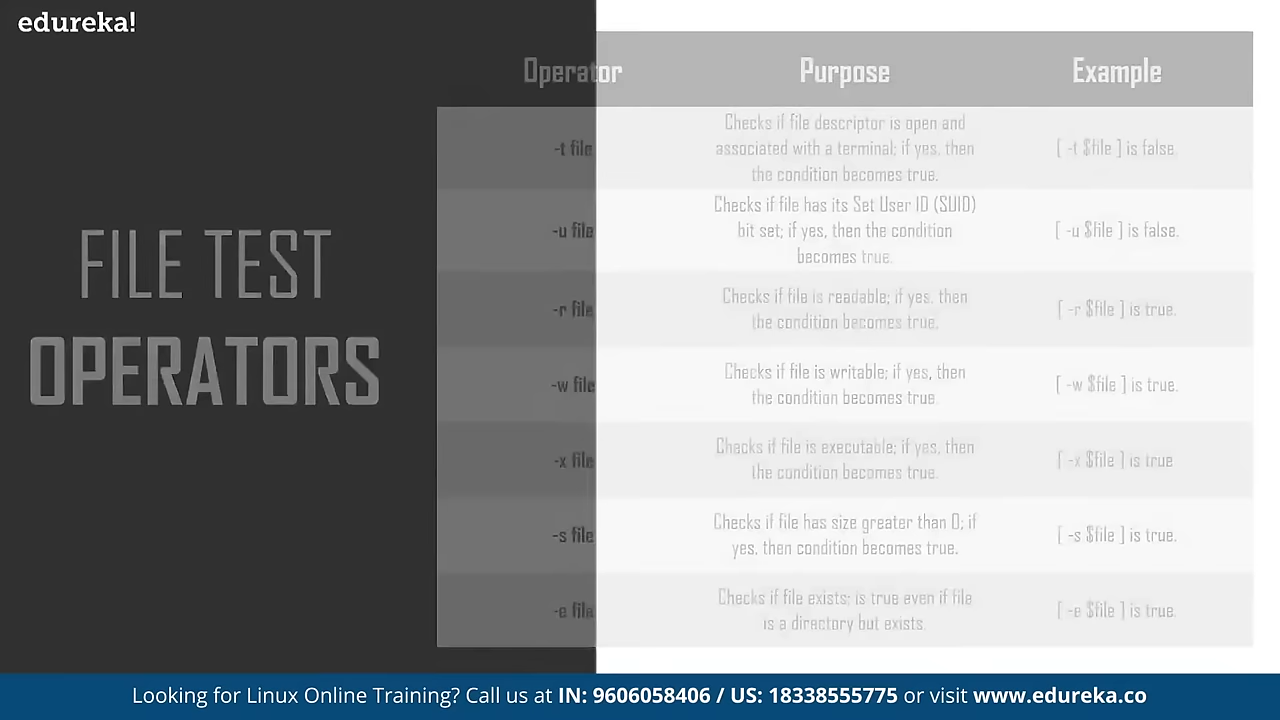 edureka!
FILE TEST
OPERATORS
Operator Purpose Example
-t file
Checks if file descriptor is open and
associated with a terminal; if yes, then
the condition becomes true.
[ -t $file ] is false.
-u file
Checks if file has its Set User ID (SUID)
bit set; if yes, then the condition
becomes true.
[ -u $file ] is false.
-r file
Checks if file is readable; if yes, then
the condition becomes true.
[ -r $file ] is true.
-w file
Checks if file is writable; if yes, then
the condition becomes true.
[ -w $file ] is true.
-x file
Checks if file is executable; if yes, then
the condition becomes true.
[ -x $file ] is true
-s file
Checks if file has size greater than 0; if
yes, then condition becomes true.
[ -s $file ] is true.
-e file
Checks if file exists; is true even if file
is a directory but exists.
[ -e $file ] is true.
Looking for Linux Online Training? Call us at IN: 9606058406 / US: 18338555775 or visit www.edureka.co